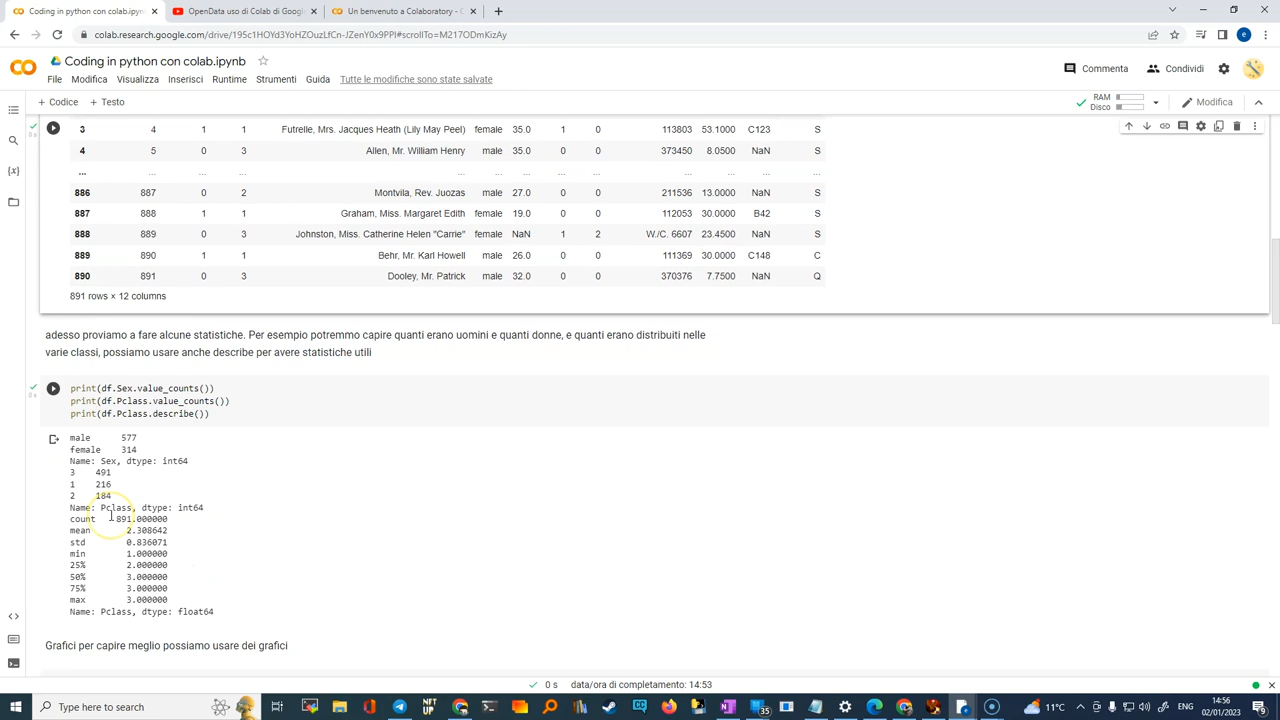 Coding in python con colab.ipynb
OpenData uso di Colab di Google
Un benvenuto a Colaboratory - C
colab.research.google.com/drive/195c1HOYd3YoHZOuzLfCn-JZenY0x9PPI#scrollTo=M217ODmKizAy
Coding in python con colab.ipynb
Commenta Condividi
File Modifica Visualizza Inserisci Runtime Strumenti Guida Tutte le modifiche sono state salvate
+ Codice + Testo RAM Disco Modifica
3 4 1 1 Futrelle, Mrs. Jacques Heath (Lily May Peel) female 35.0 1 0 113803 53.1000 C123 S
4 5 0 3 Allen, Mr. William Henry male 35.0 0 0 373450 8.0500 NaN S
... ... ... ... ... ... ... ... ... ... ... ... ...
886 887 0 2 Montvila, Rev. Juozas male 27.0 0 0 211536 13.0000 NaN S
887 888 1 1 Graham, Miss. Margaret Edith female 19.0 0 0 112053 30.0000 B42 S
888 889 0 3 Johnston, Miss. Catherine Helen "Carrie" female NaN 1 2 W./C. 6607 23.4500 NaN S
889 890 1 1 Behr, Mr. Karl Howell male 26.0 0 0 111369 30.0000 C148 C
890 891 0 3 Dooley, Mr. Patrick male 32.0 0 0 370376 7.7500 NaN Q
891 rows × 12 columns
adesso proviamo a fare alcune statistiche. Per esempio potremmo capire quanti erano uomini e quanti donne, e quanti erano distribuiti nelle
varie classi, possiamo usare anche describe per avere statistiche utili
print(df.Sex.value_counts())
print(df.Pclass.value_counts())
print(df.Pclass.describe())
male 577
female 314
Name: Sex, dtype: int64
3 491
1 216
2 184
Name: Pclass, dtype: int64
count 891.000000
mean 2.308642
std 0.836071
min 1.000000
25% 2.000000
50% 3.000000
75% 3.000000
max 3.000000
Name: Pclass, dtype: float64
Grafici per capire meglio possiamo usare dei grafici
0 s data/ora di completamento: 14:53
Type here to search
11°C
14:56
02/01/2023